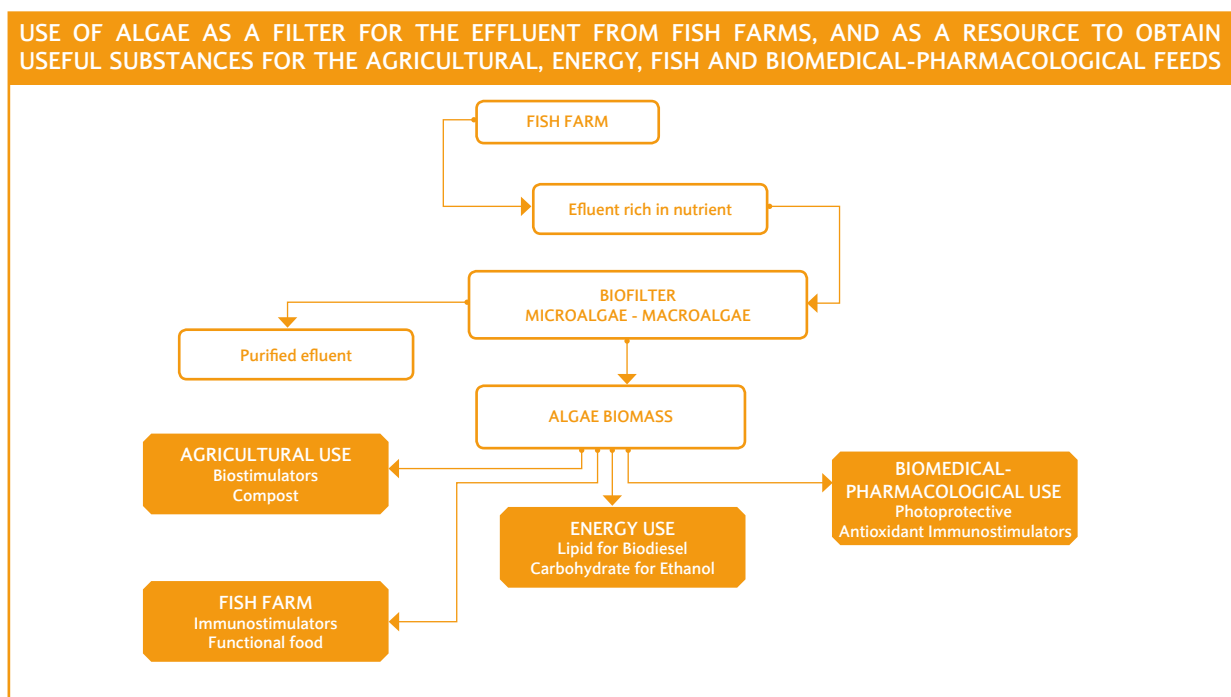 USE OF ALGAE AS A FILTER FOR THE EFFLUENT FROM FISH FARMS, AND AS A RESOURCE TO OBTAIN
USEFUL SUBSTANCES FOR THE AGRICULTURAL, ENERGY, FISH AND BIOMEDICAL-PHARMACOLOGICAL FEEDS
FISH FARM
Efluent rich in nutrient
BIOFILTER
MICROALGAE - MACROALGAE
Purified efluent
ALGAE BIOMASS
AGRICULTURAL USE
Biostimulators
Compost
BIOMEDICAL-
PHARMACOLOGICAL USE
Photoprotective
Antioxidant Immunostimulators
ENERGY USE
Lipid for Biodiesel
Carbohydrate for Ethanol
FISH FARM
Immunostimulators
Functional food